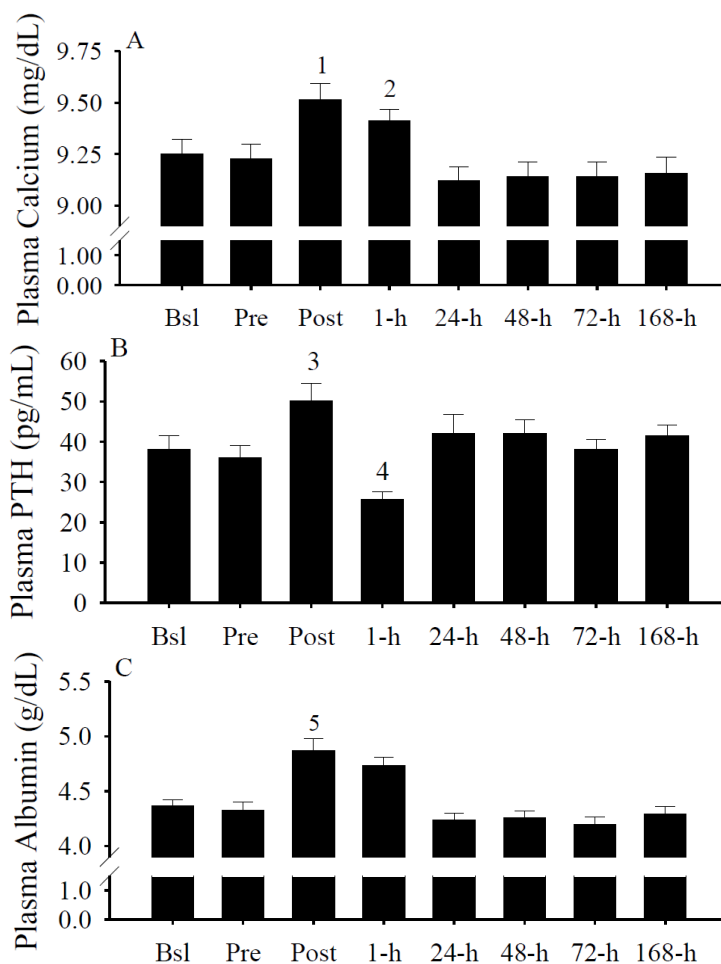 A
Plasma Calcium (mg/dL)
9.75
9.50
9.25
9.00
1.00
0.00
1
2
Bsl Pre Post 1-h 24-h 48-h 72-h 168-h
B
Plasma PTH (pg/mL)
60
50
40
30
20
10
0
3
4
Bsl Pre Post 1-h 24-h 48-h 72-h 168-h
C
Plasma Albumin (g/dL)
5.5
5.0
4.5
4.0
1.0
0.0
5
Bsl Pre Post 1-h 24-h 48-h 72-h 168-h